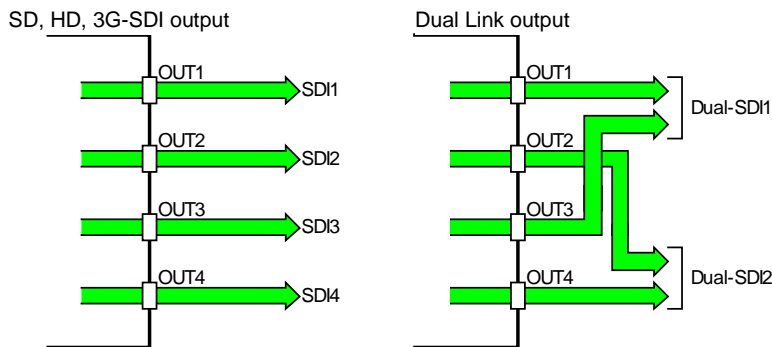 SD, HD, 3G-SDI output
OUT1
SDI1
OUT2
SDI2
OUT3
SDI3
OUT4
SDI4
Dual Link output
OUT1
Dual-SDI1
OUT2
OUT3
Dual-SDI2
OUT4